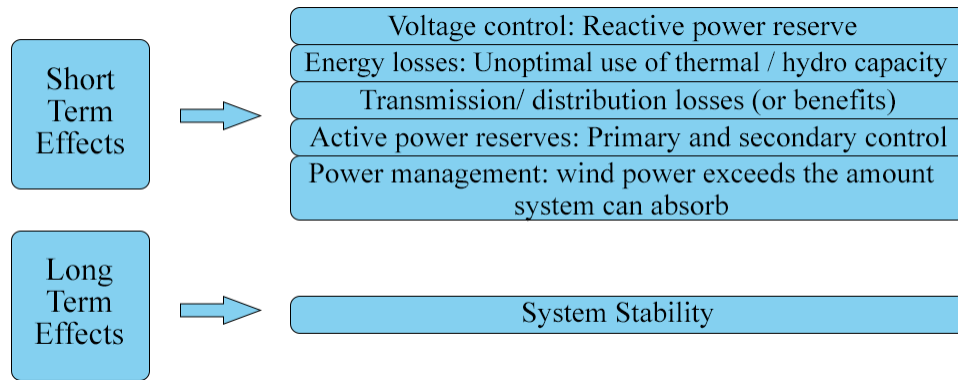 Short
Term
Effects
Voltage control: Reactive power reserve
Energy losses: Unoptimal use of thermal / hydro capacity
Transmission/ distribution losses (or benefits)
Active power reserves: Primary and secondary control
Power management: wind power exceeds the amount
system can absorb
Long
Term
Effects
System Stability